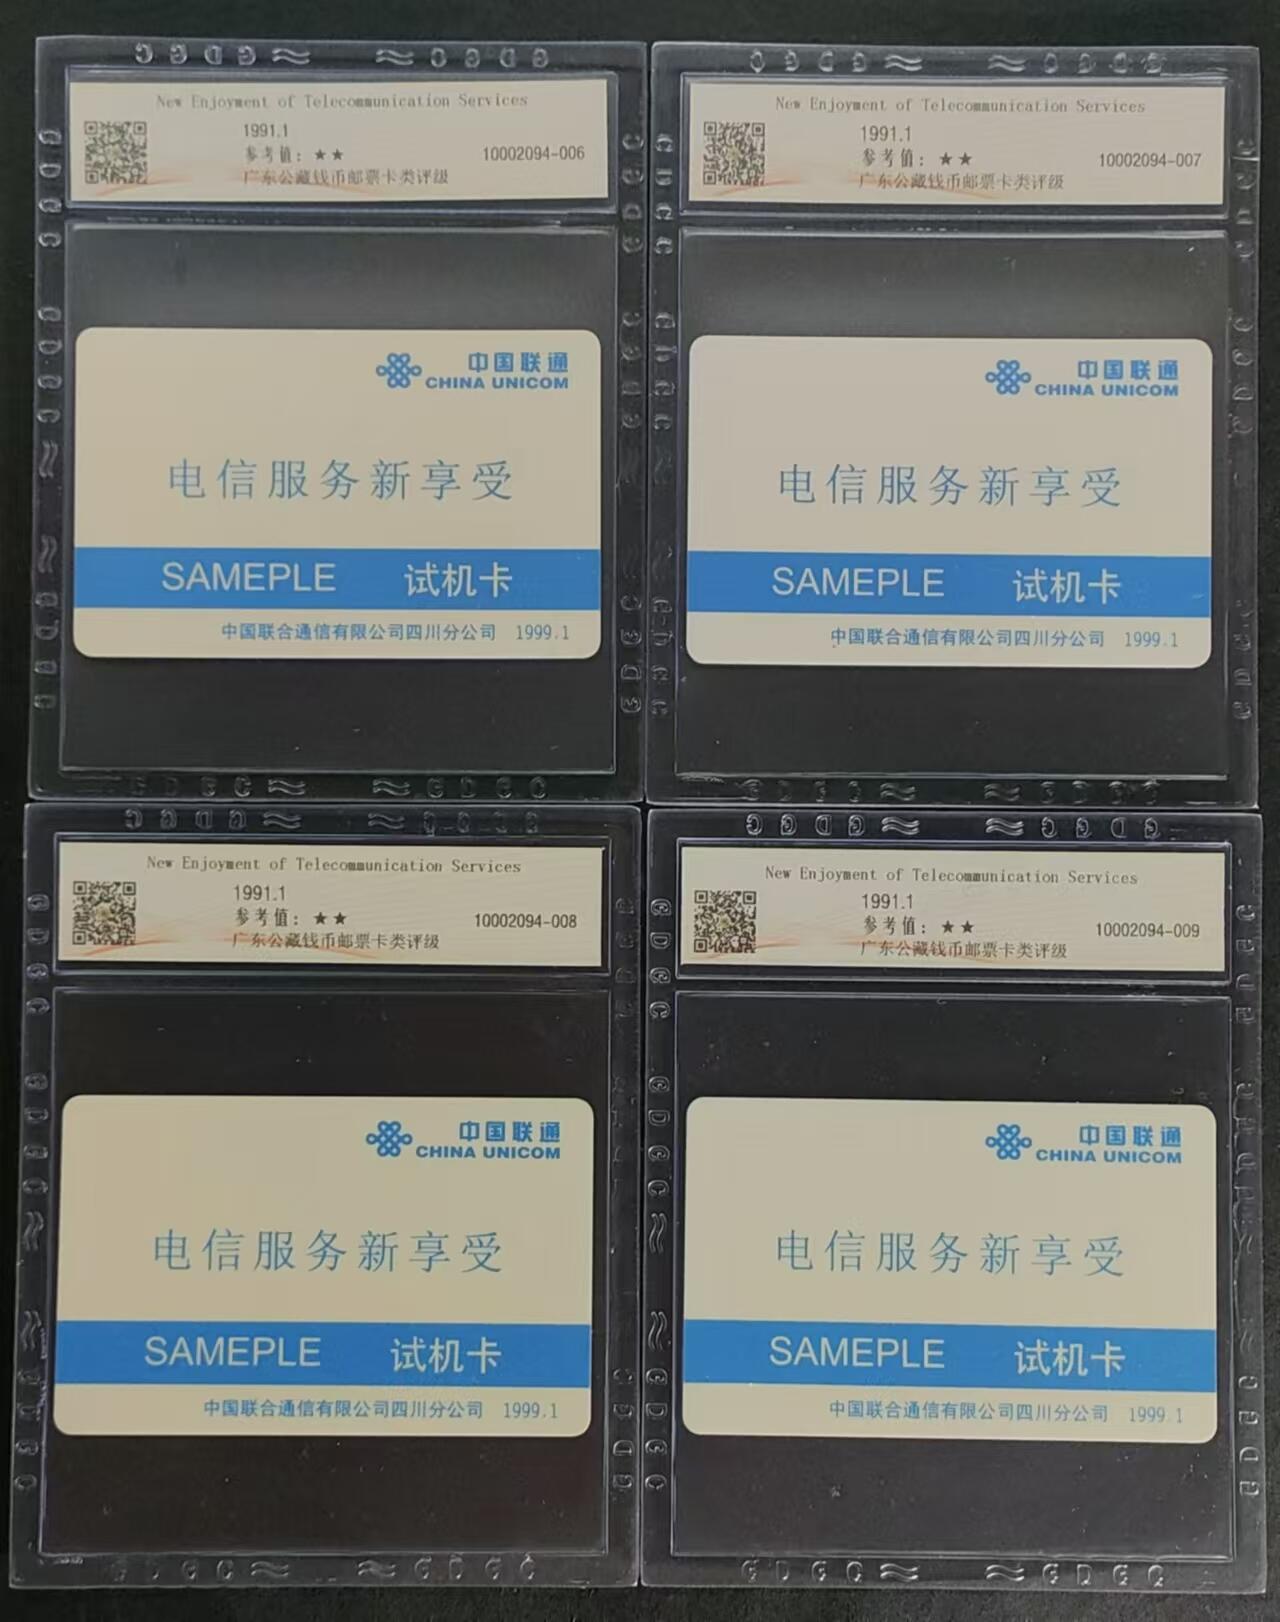 New Enjoyment of Telecommunication Services
1991.1
参考值：★★
10002094-006
广东公藏钱币邮票卡类评级
中国联通
CHINA UNICOM
电信服务新享受
SAMEPLE 试机卡
中国联合通信有限公司四川分公司 1999.1
New Enjoyment of Telecommunication Services
1991.1
参考值：★★
10002094-007
广东公藏钱币邮票卡类评级
中国联通
CHINA UNICOM
电信服务新享受
SAMEPLE 试机卡
中国联合通信有限公司四川分公司 1999.1
New Enjoyment of Telecommunication Services
1991.1
参考值：★★
10002094-008
广东公藏钱币邮票卡类评级
中国联通
CHINA UNICOM
电信服务新享受
SAMEPLE 试机卡
中国联合通信有限公司四川分公司 1999.1
New Enjoyment of Telecommunication Services
1991.1
参考值：★★
10002094-009
广东公藏钱币邮票卡类评级
中国联通
CHINA UNICOM
电信服务新享受
SAMEPLE 试机卡
中国联合通信有限公司四川分公司 1999.1